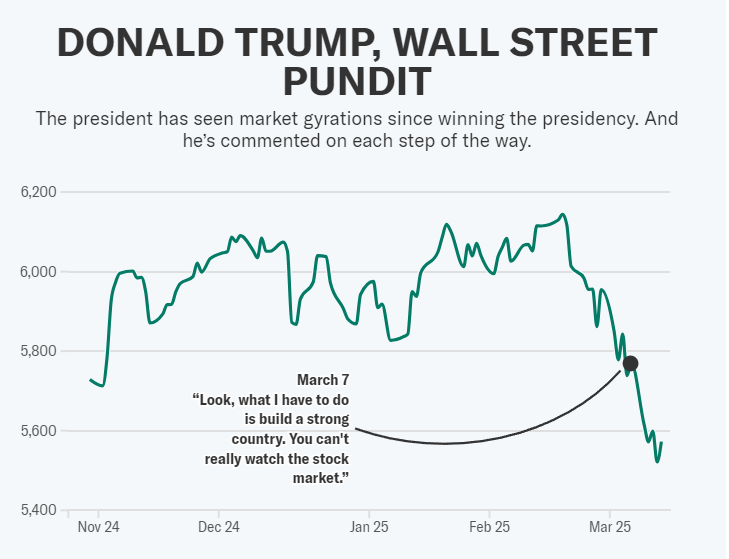 DONALD TRUMP, WALL STREET
PUNDIT
The president has seen market gyrations since winning the presidency. And
he's commented on each step of the way.
6,200
6,000
5,800
5,600
5,400
March 7
“Look, what I have to do
is build a strong
country. You can't
really watch the stock
market.”
Nov 24
Dec 24
Jan 25
Feb 25
Mar 25